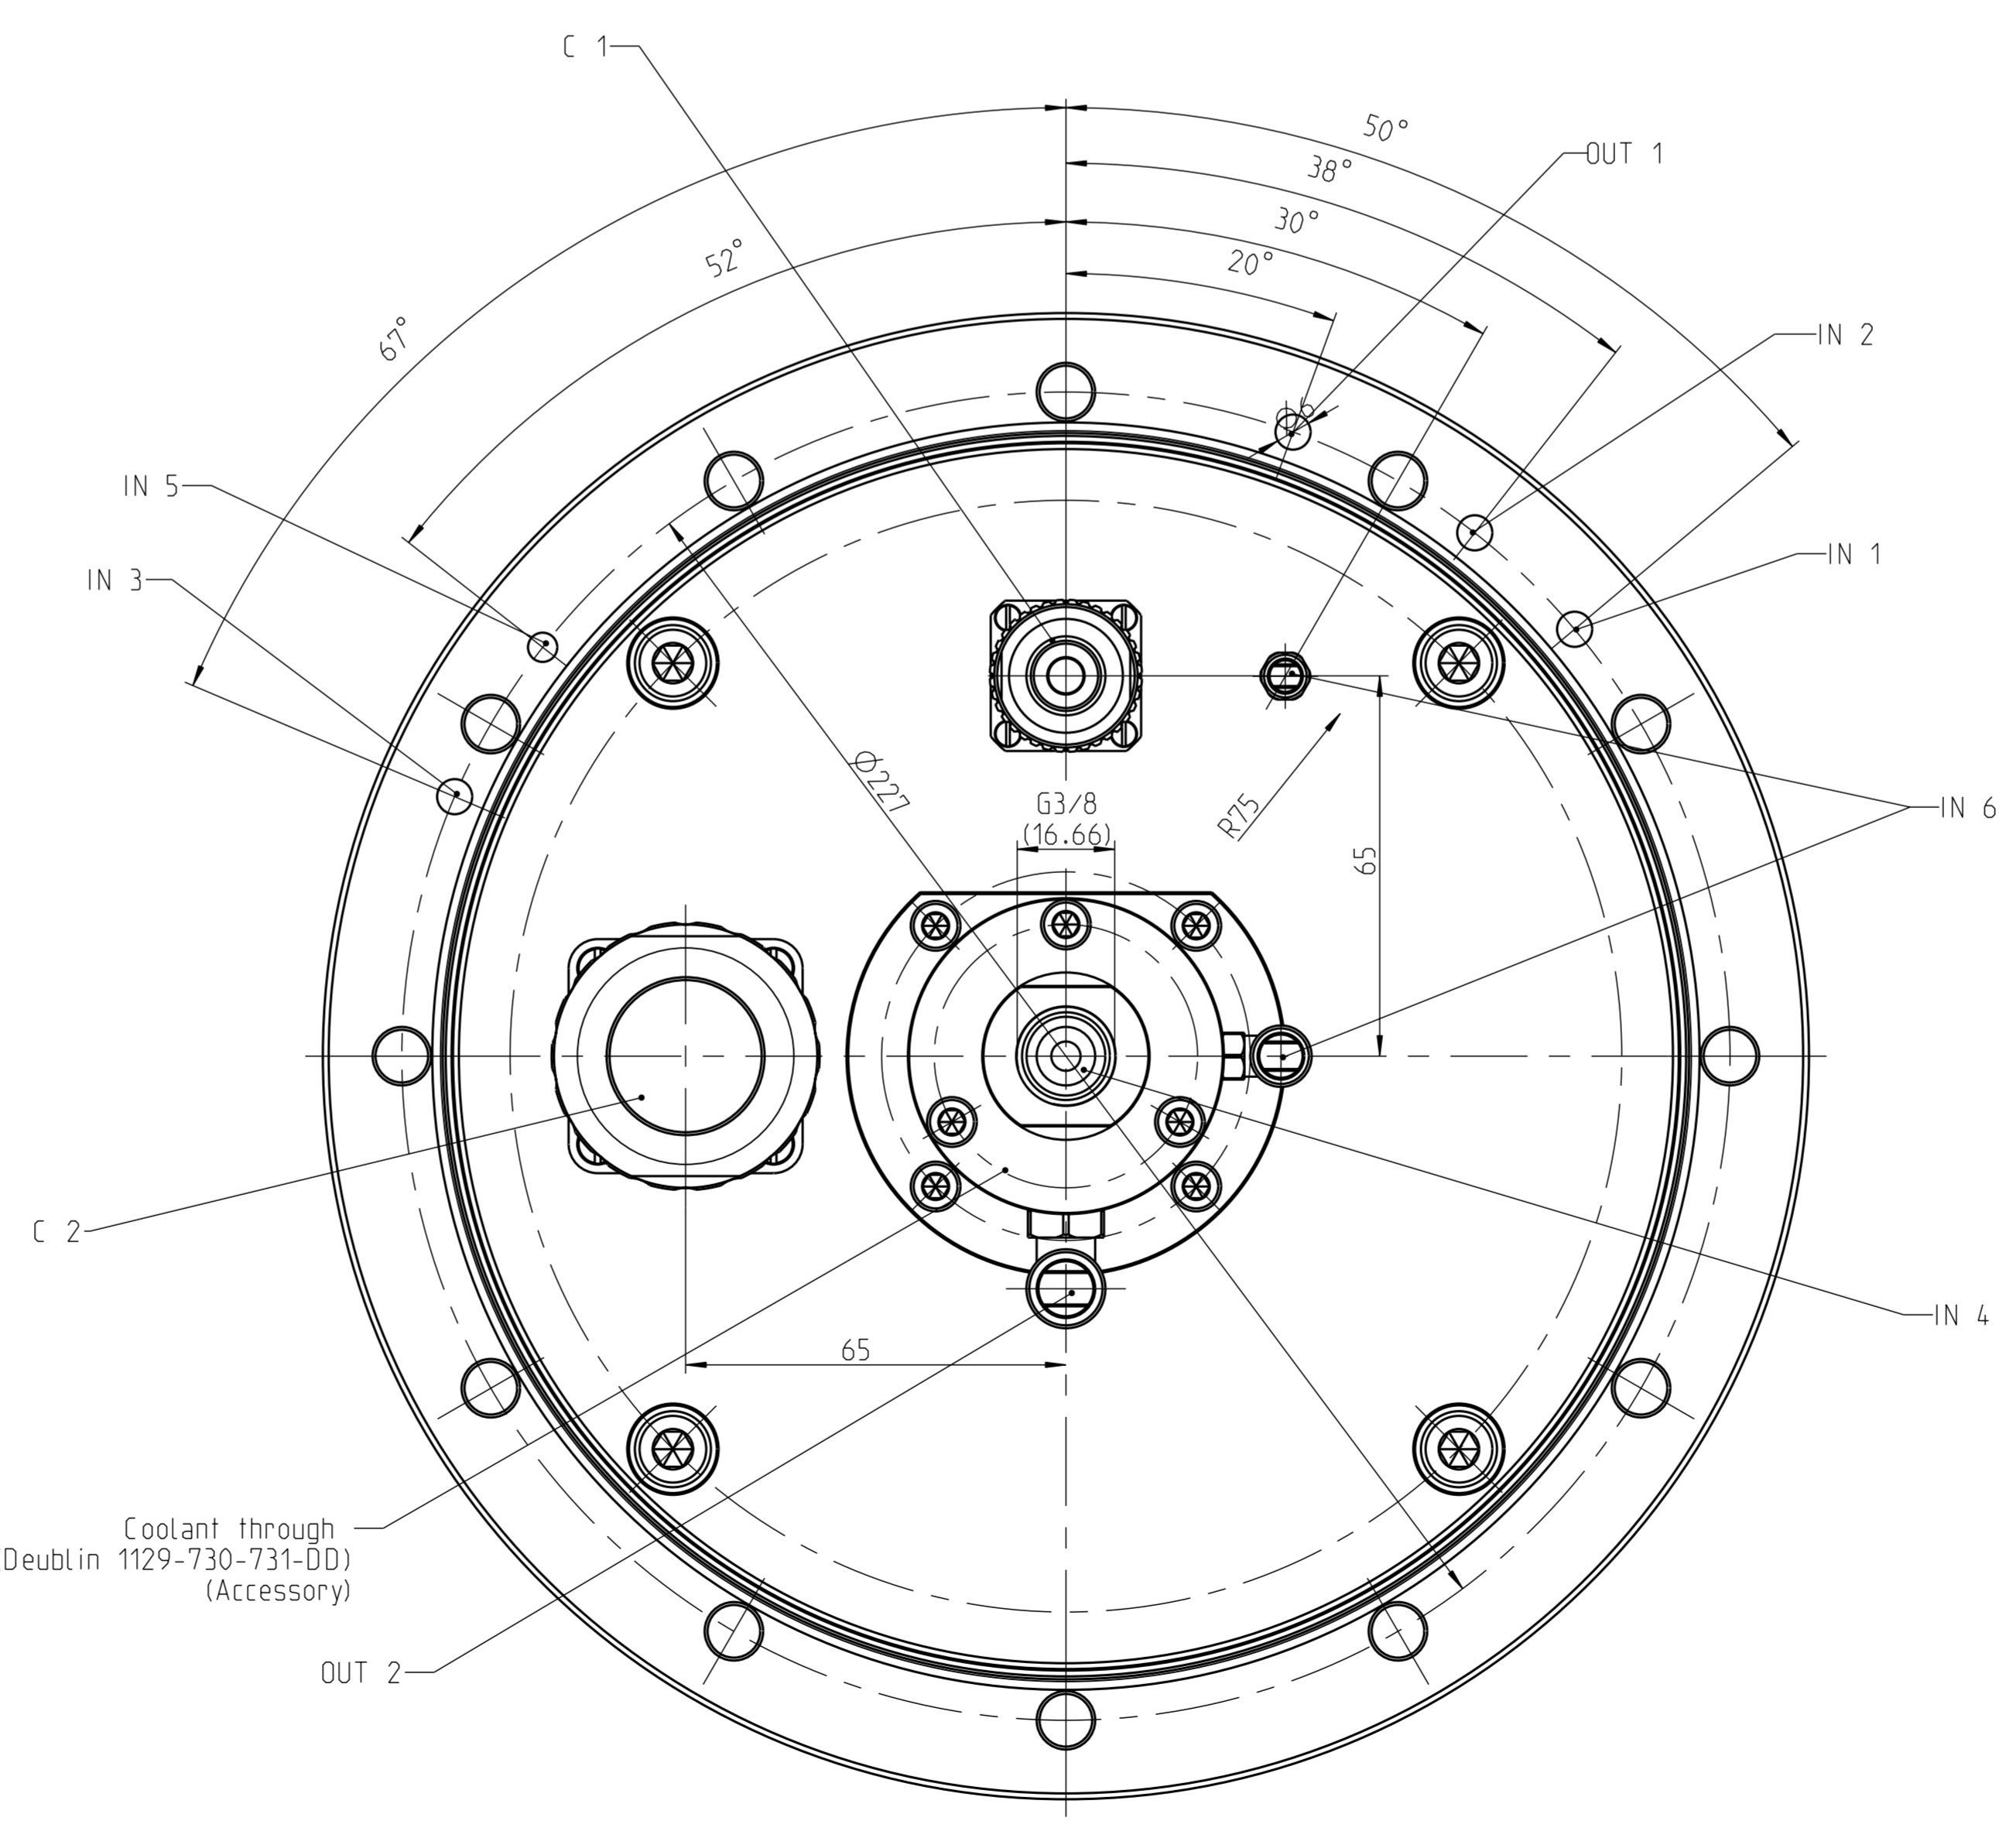 C 1
50°
OUT 1
38°
30°
52°
20°
67°
IN 2
IN 5
IN 1
IN 3
Ø227
G3/8
(16.66)
R75
65
IN 6
C 2
IN 4
65
Coolant through
Deublin 1129-730-731-DD)
(Accessory)
OUT 2